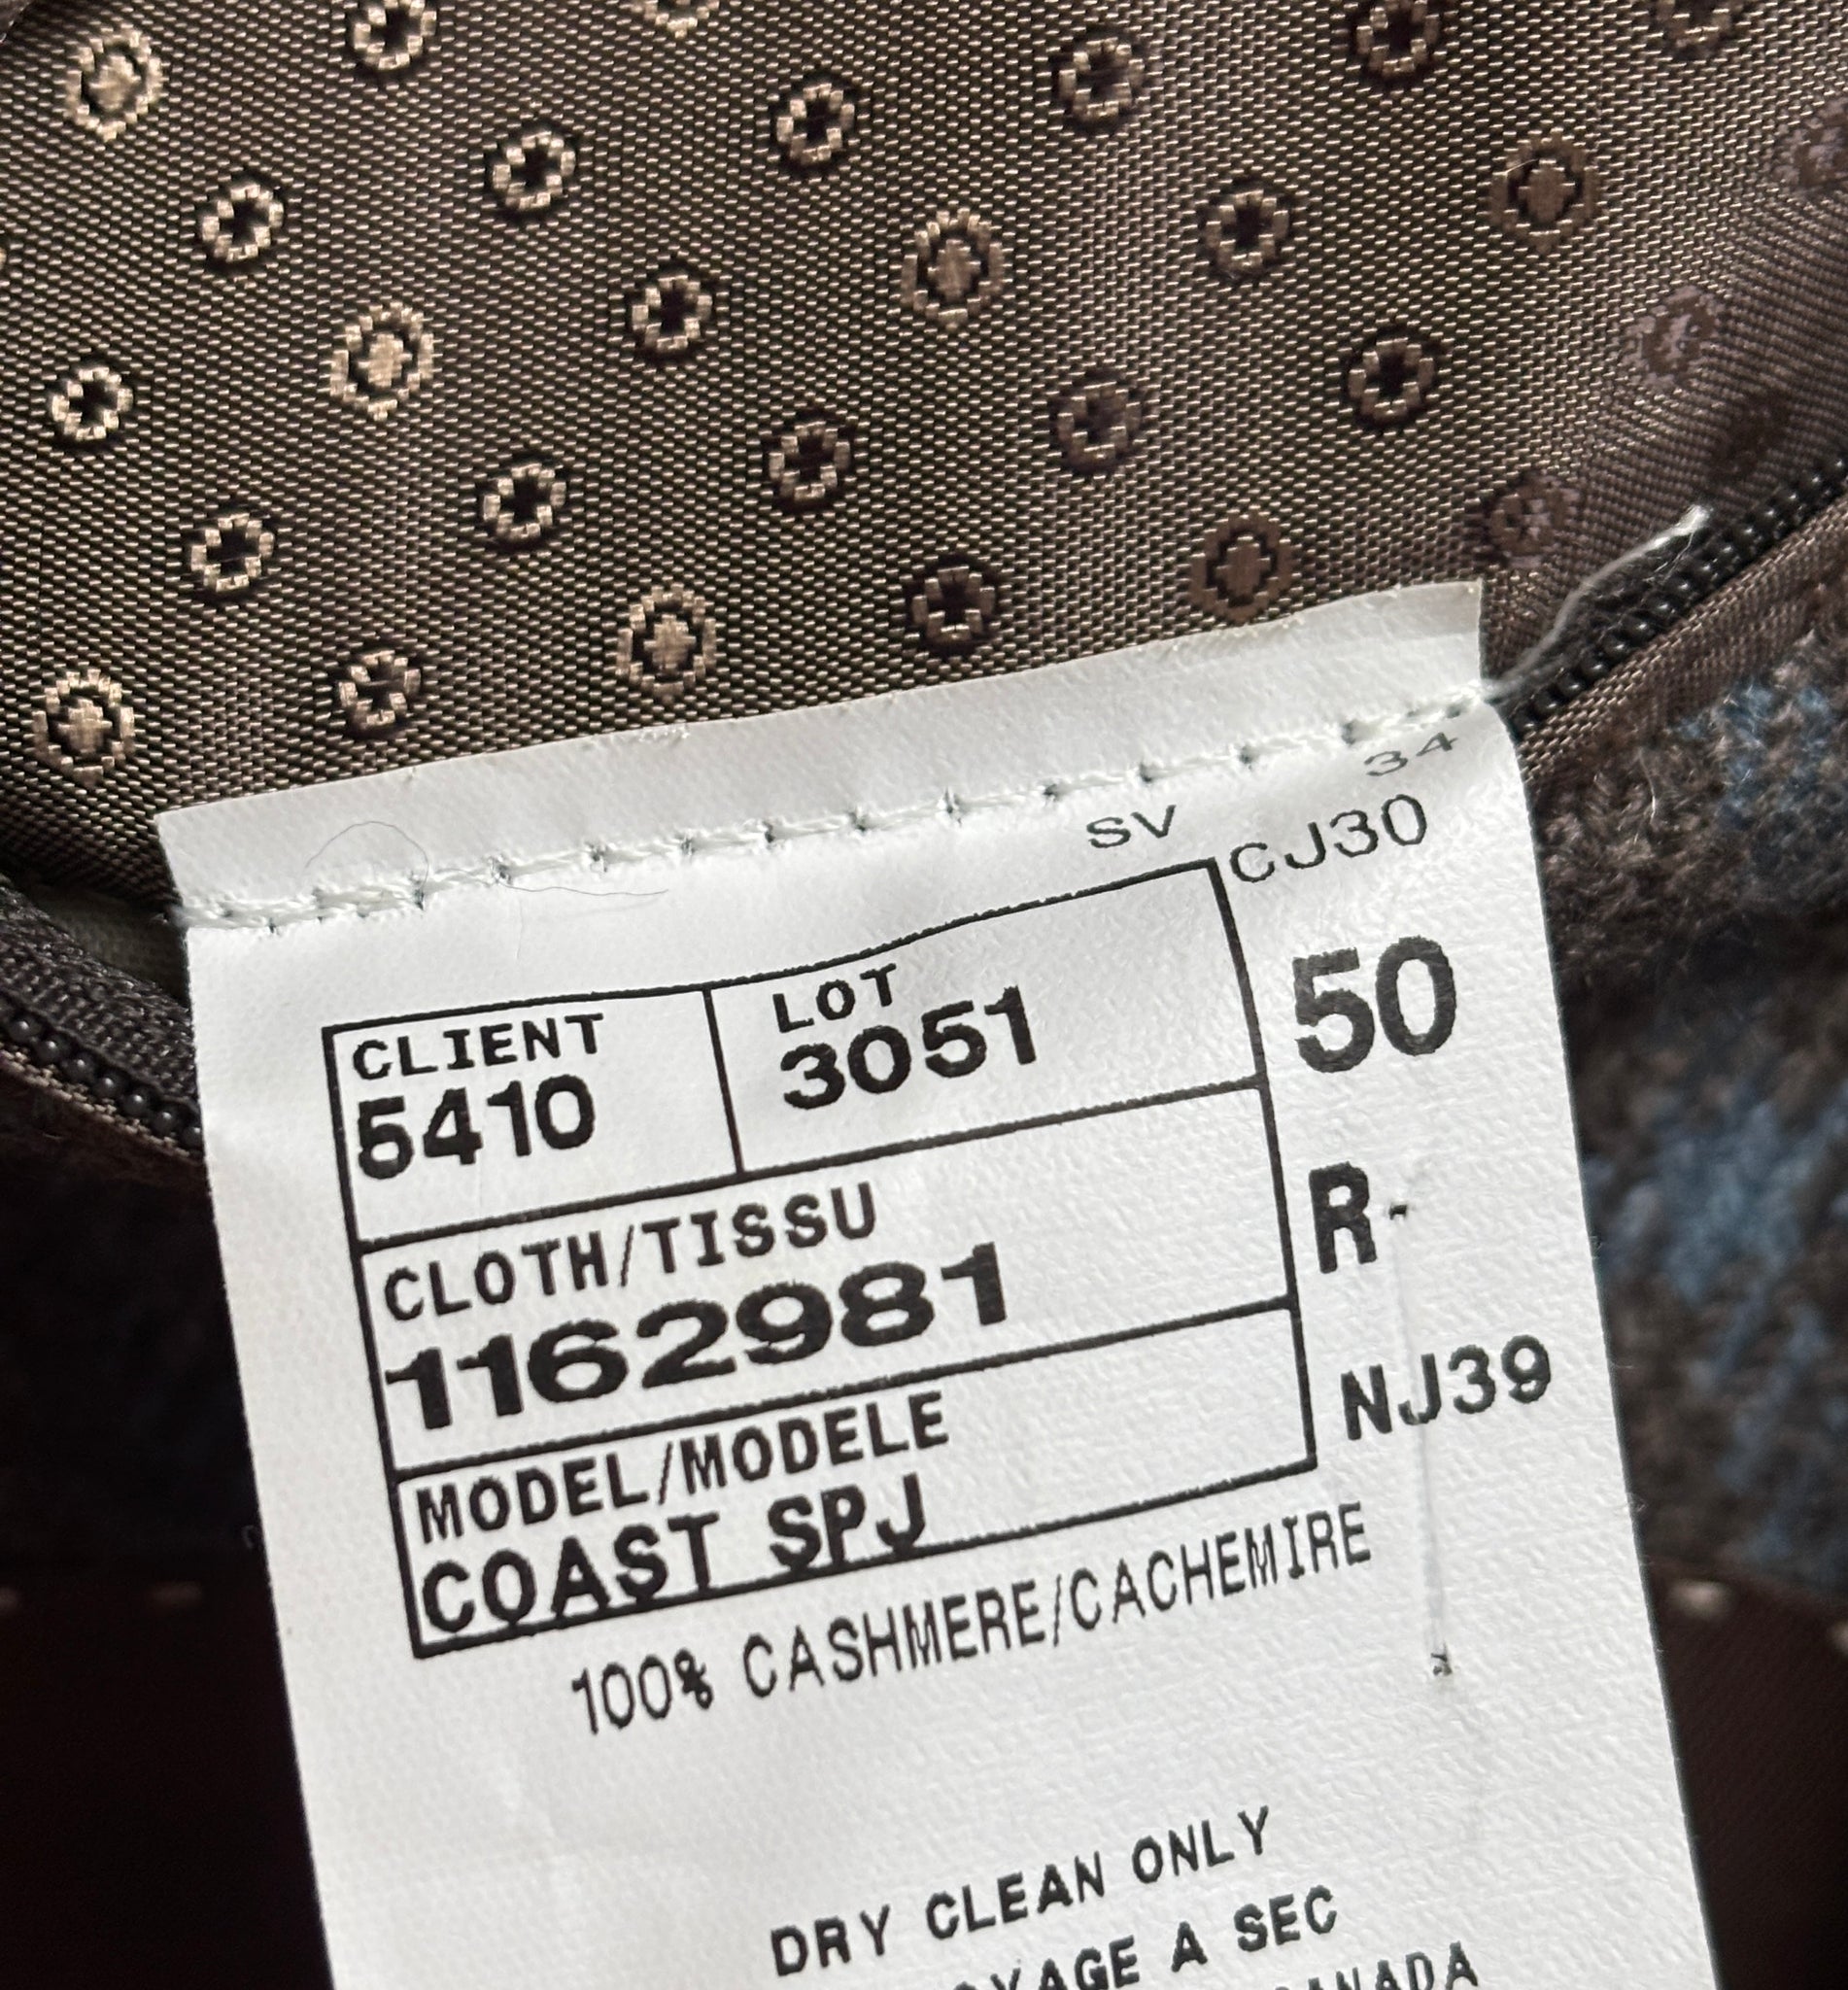 34
SV CJ30
CLIENT LOT 50
5410 3051
CLOTH/TISSU R-
1162981
MODEL/MODELE NJ39
COAST SPJ
100% CASHMERE/CACHEMIRE
DRY CLEAN ONLY
A SEC